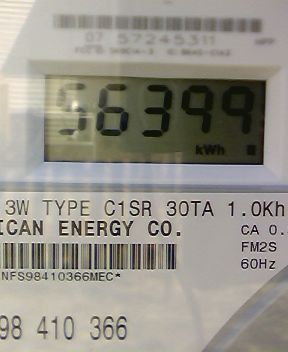 07 57245311
56399
kWh
3W TYPE C1SR 30TA 1.0Kh
ICAN ENERGY CO.
CA 0.
FM2S
NFS98410366MEC*
60Hz
98 410 366